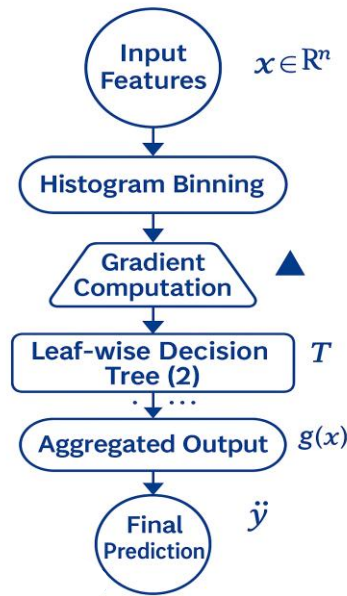 Input
Features
x∈ℝⁿ
Histogram Binning
Gradient
Computation
▲
Leaf-wise Decision
Tree (2)
T
. . . . .
Aggregated Output
g(x)
Final
Prediction
ÿ